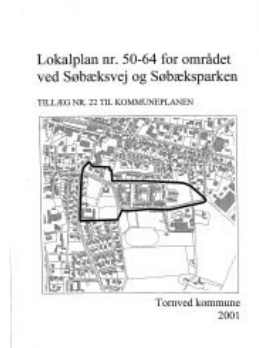 Lokalplan nr. 50-64 for området
ved Søbæksvej og Søbæksparken
TILLÆG NR. 22 TIL KOMMUNEPLANEN
Tornved kommune
2001